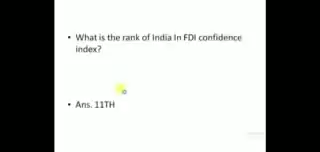 • What is the rank of India In FDI confidence
index?
• Ans. 11TH